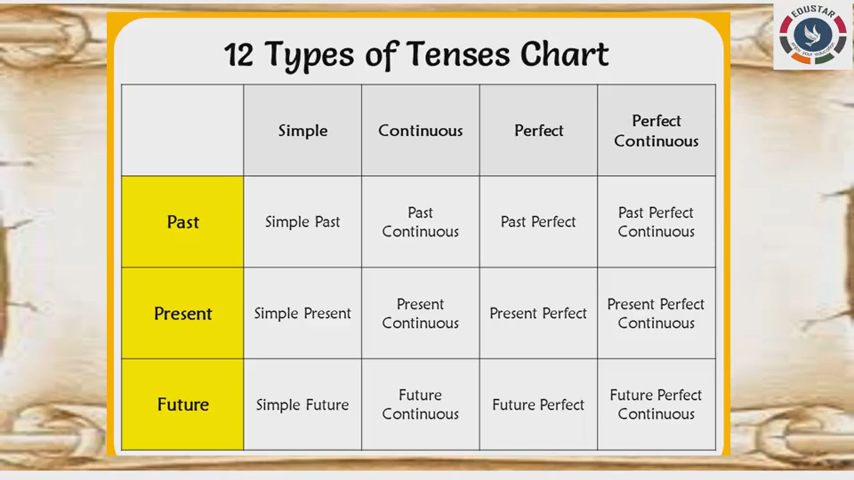 EDUSTAR
12 Types of Tenses Chart
Simple
Continuous
Perfect
Perfect
Continuous
Past
Simple Past
Past
Continuous
Past Perfect
Past Perfect
Continuous
Present
Simple Present
Present
Continuous
Present Perfect
Present Perfect
Continuous
Future
Simple Future
Future
Continuous
Future Perfect
Future Perfect
Continuous